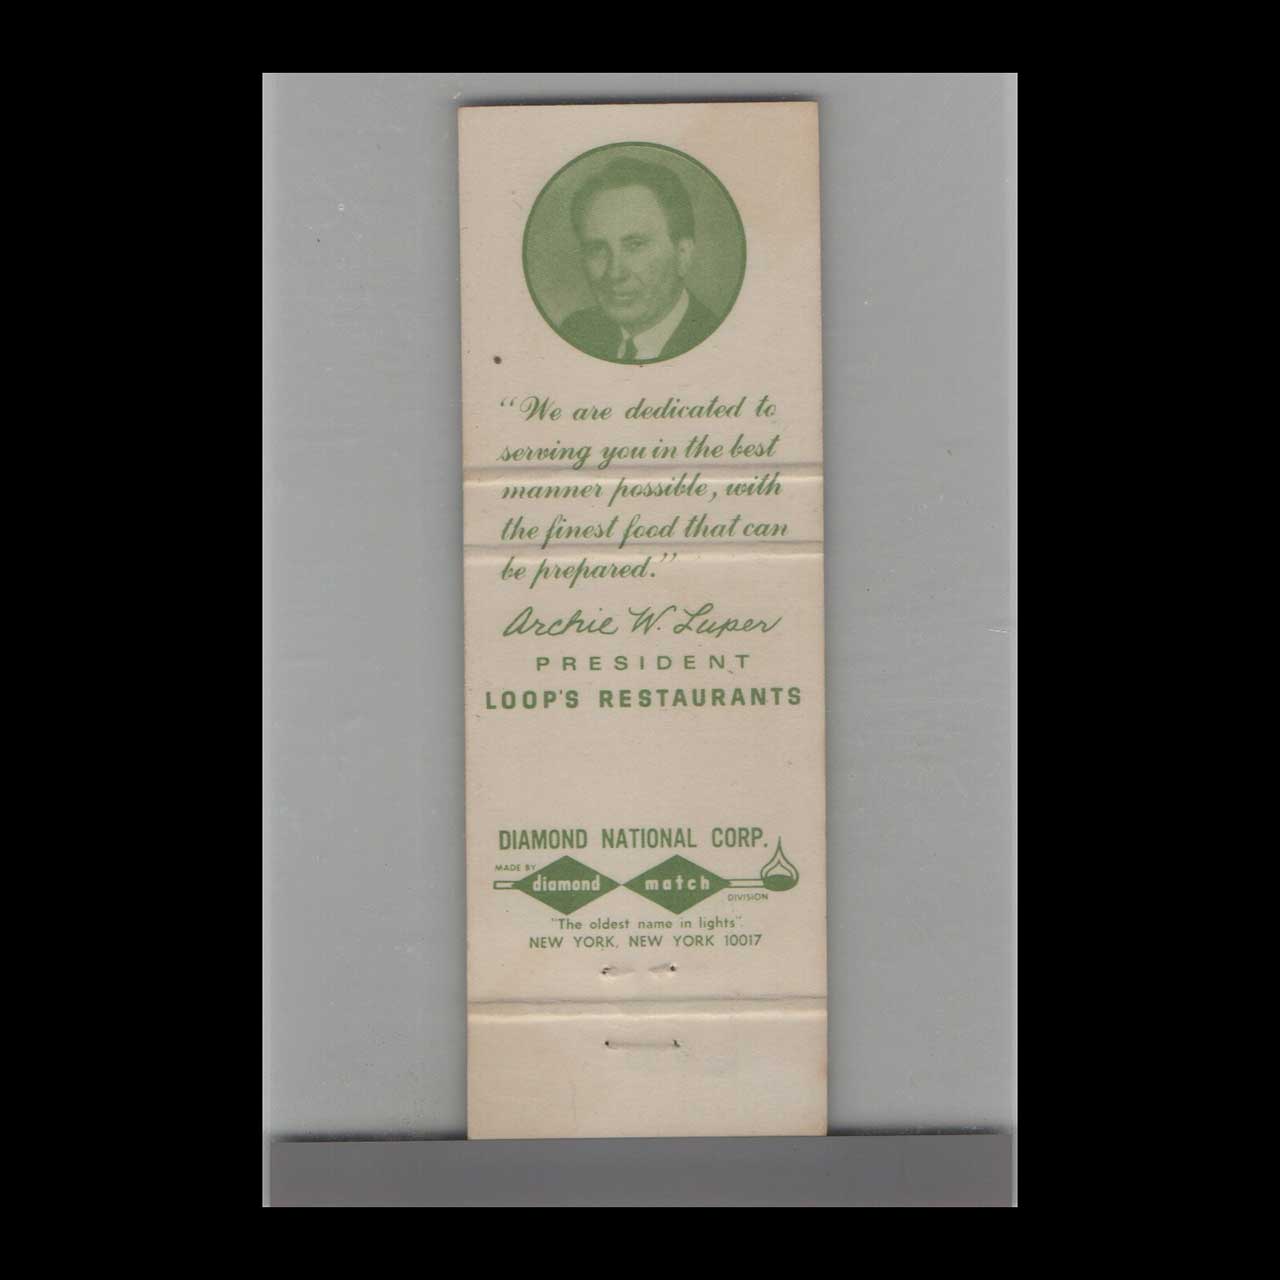 “We are dedicated to
serving you in the best
manner possible, with
the finest food that can
be prepared.”
Archie W. Luper
PRESIDENT
LOOP'S RESTAURANTS
DIAMOND NATIONAL CORP.
MADE BY
diamond match
DIVISION
"The oldest name in lights".
NEW YORK, NEW YORK 10017